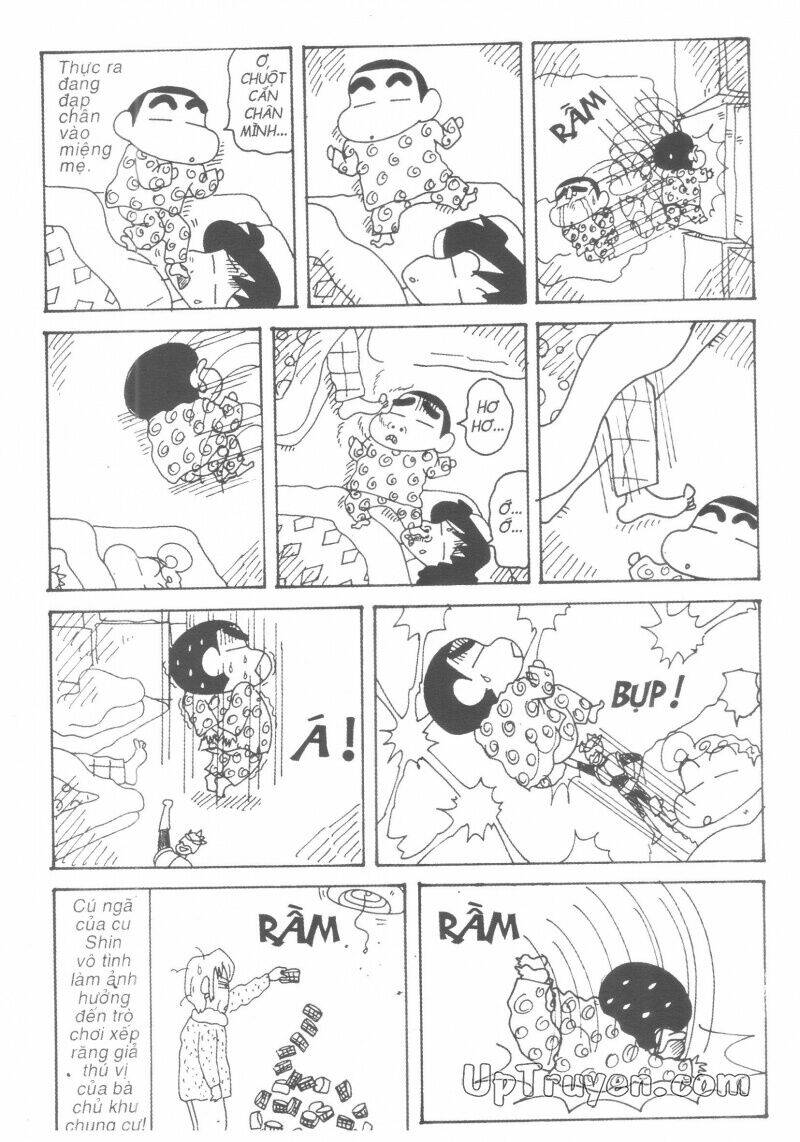 Thực ra
đang
đạp
chân
vào
miệng
mẹ.
Ơ,
CHUỘT
CẮN
CHÂN
MÌNH...
RẦM
HƠ
HƠ...
Ớ...
Ớ...
Á!
BỤP!
Cú ngã
của cu
Shin
vô tình
làm ảnh
hưởng
đến trò
chơi xếp
răng giả
thú vị
của bà
chủ khu
chung cư!
RẦM
RẦM
UpTruyen.com